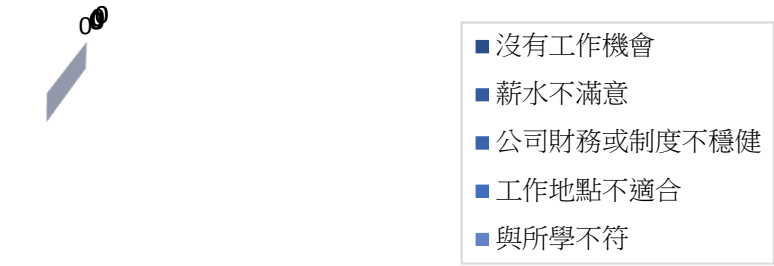 0
沒有工作機會
薪水不滿意
公司財務或制度不穩健
工作地點不適合
與所學不符